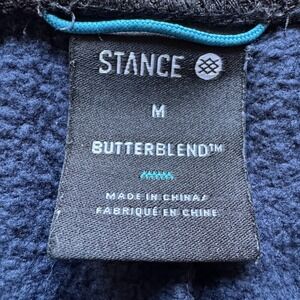 STANCE
M
BUTTERBLEND™
MADE IN CHINA/
FABRIQUÉ EN CHINE